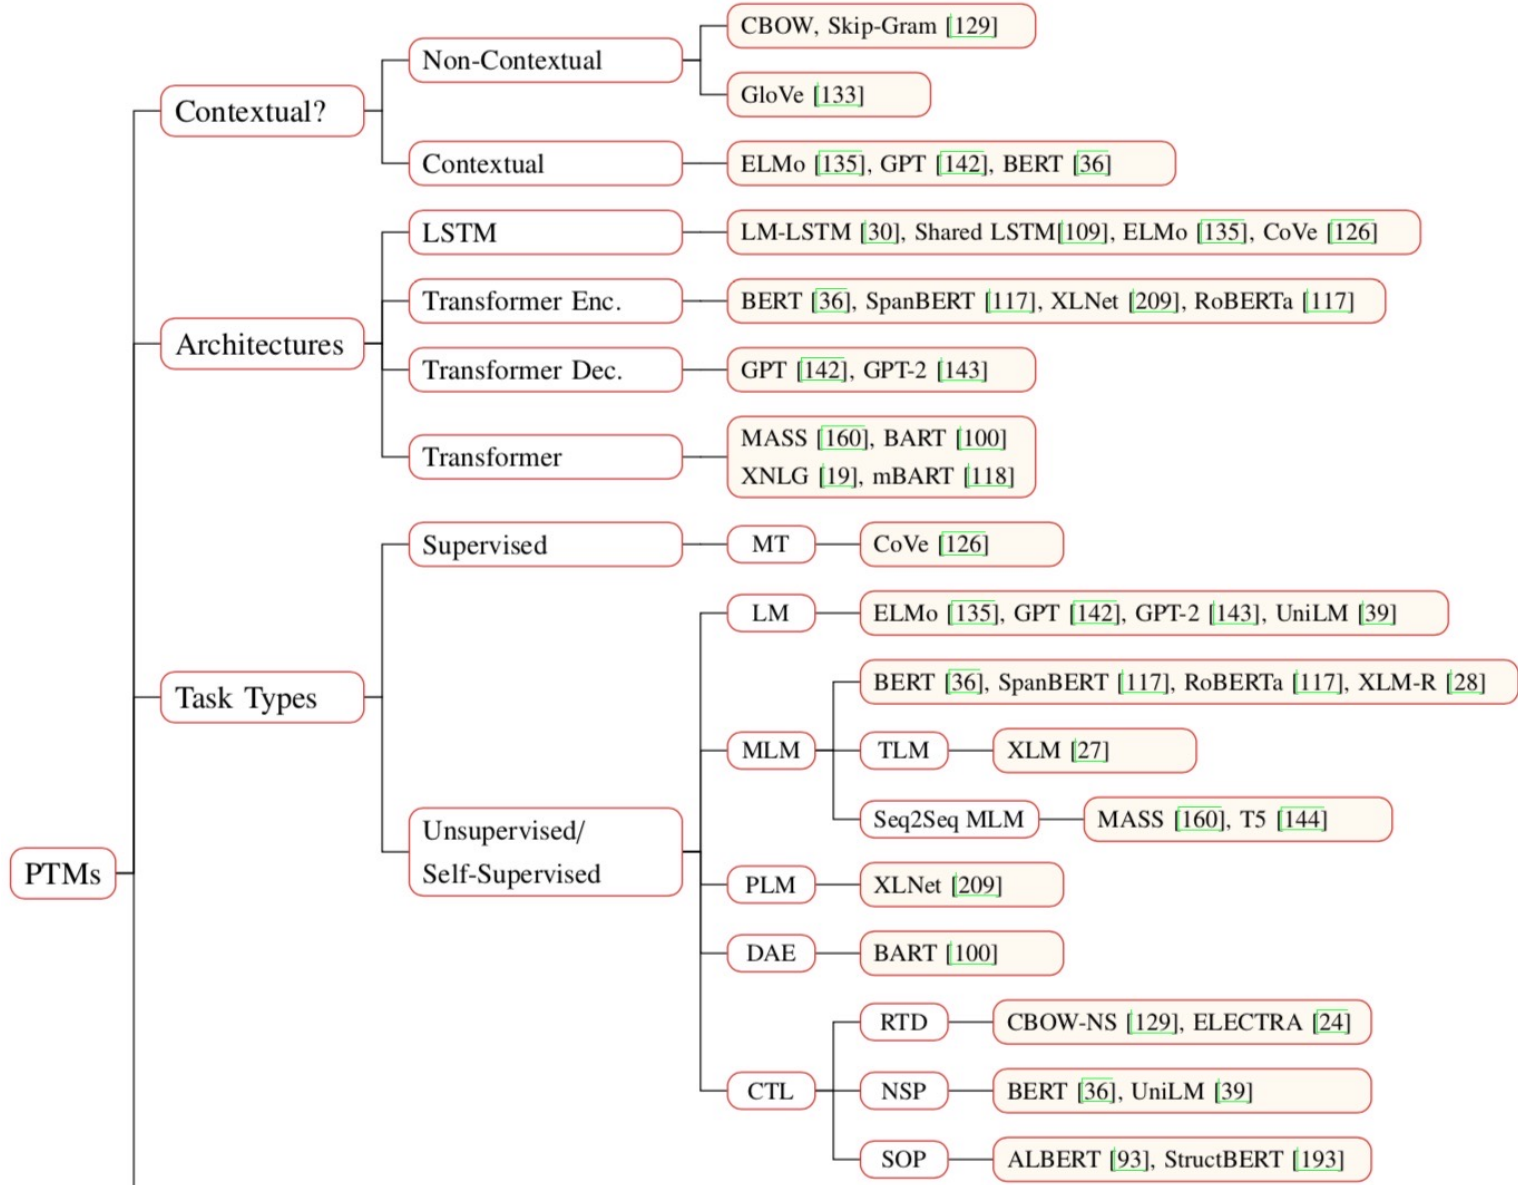 CBOW, Skip-Gram [129]
Non-Contextual
GloVe [133]
Contextual?
Contextual
ELMo [135], GPT [142], BERT [36]
LSTM
LM-LSTM [30], Shared LSTM[109], ELMo [135], CoVe [126]
Transformer Enc.
BERT [36], SpanBERT [117], XLNet [209], RoBERTa [117]
Architectures
Transformer Dec.
GPT [142], GPT-2 [143]
Transformer
MASS [160], BART [100]
XNLG [19], mBART [118]
Supervised
MT
CoVe [126]
LM
ELMo [135], GPT [142], GPT-2 [143], UniLM [39]
Task Types
BERT [36], SpanBERT [117], RoBERTa [117], XLM-R [28]
MLM
TLM
XLM [27]
Seq2Seq MLM
MASS [160], T5 [144]
Unsupervised/
Self-Supervised
PTMs
PLM
XLNet [209]
DAE
BART [100]
RTD
CBOW-NS [129], ELECTRA [24]
CTL
NSP
BERT [36], UniLM [39]
SOP
ALBERT [93], StructBERT [193]